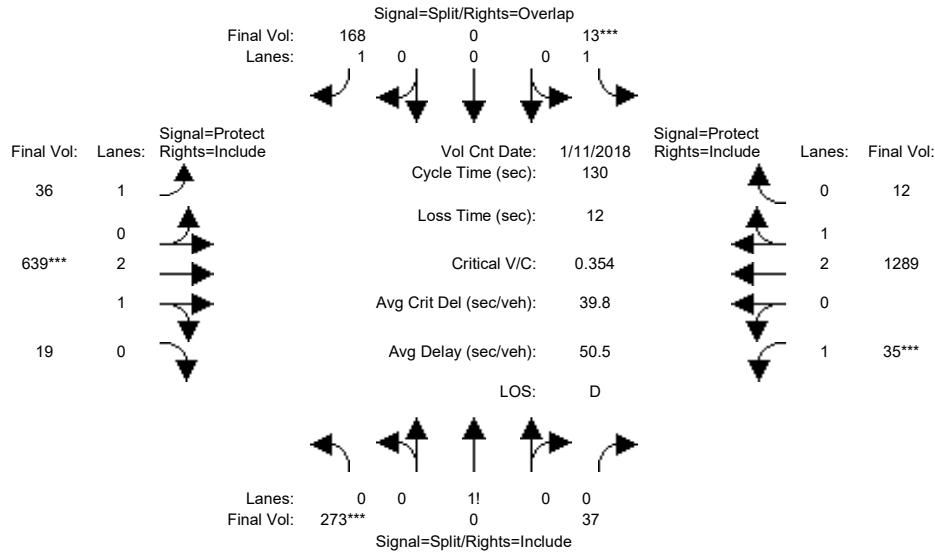 Signal=Split/Rights=Overlap
Final Vol: 168 0 13***
Lanes: 1 0 0 0 1
Signal=Protect Signal=Protect
Final Vol: Lanes: Rights=Include Vol Cnt Date: 1/11/2018 Rights=Include Lanes: Final Vol:
Cycle Time (sec): 130
36 1 0 12
Loss Time (sec): 12
0 1
639*** 2 Critical V/C: 0.354 2 1289
1 Avg Crit Del (sec/veh): 39.8 0
19 0 Avg Delay (sec/veh): 50.5 1 35***
LOS: D
Lanes: 0 0 1! 0 0
Final Vol: 273*** 0 37
Signal=Split/Rights=Include